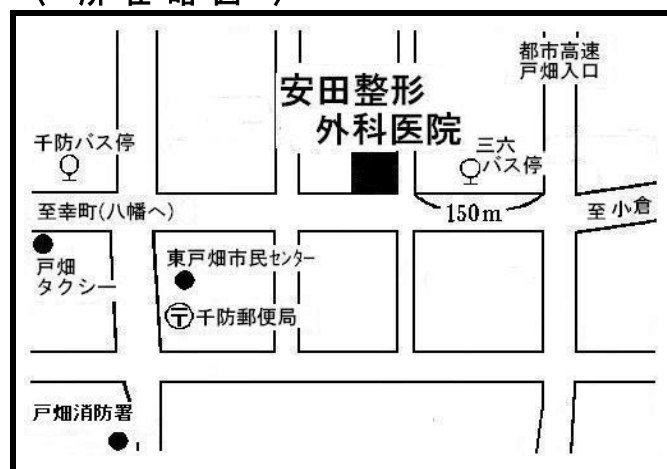 ( 所 在 略 図 )
都市高速
戸畑入口
安田整形
外科医院
千防バス停
三六
バス停
至幸町(八幡へ)
150m
至小倉
戸畑
タクシー
東戸畑市民センター
〒千防郵便局
戸畑消防署